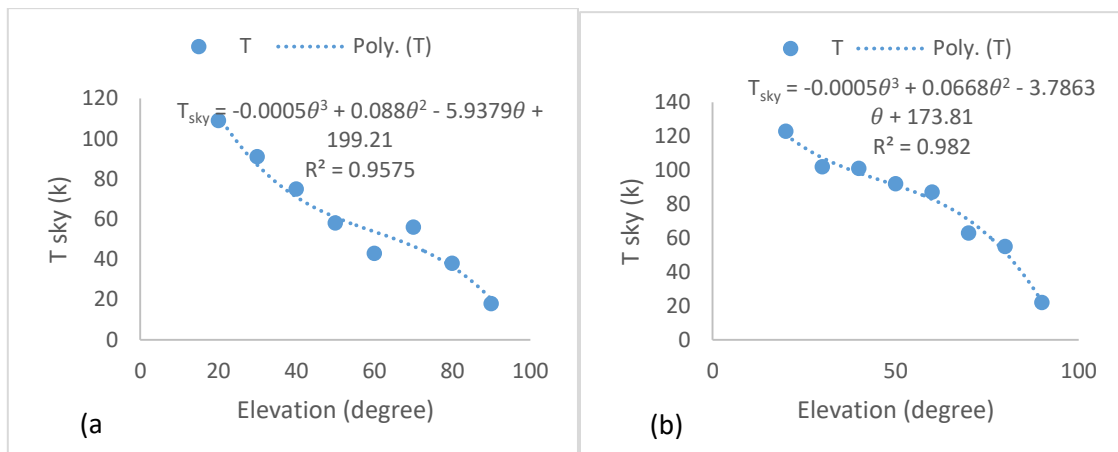 T Poly. (T)
T_sky = -0.0005θ³ + 0.088θ² - 5.9379θ +
199.21
R² = 0.9575
120
100
80
60
40
20
0
T sky (k)
0 20 40 60 80 100
Elevation (degree)
(a
T Poly. (T)
T_sky = -0.0005θ³ + 0.0668θ² - 3.7863
θ + 173.81
R² = 0.982
140
120
100
80
60
40
20
0
T sky (k)
0 50 100
Elevation (degree)
(b)